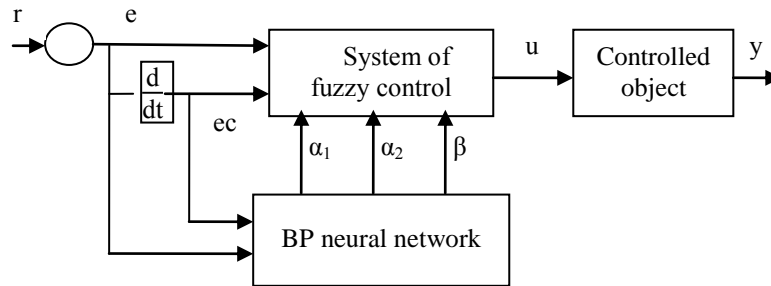 r
e
System of
fuzzy control
u
Controlled
object
y
d
dt
ec
α₁
α₂
β
BP neural network